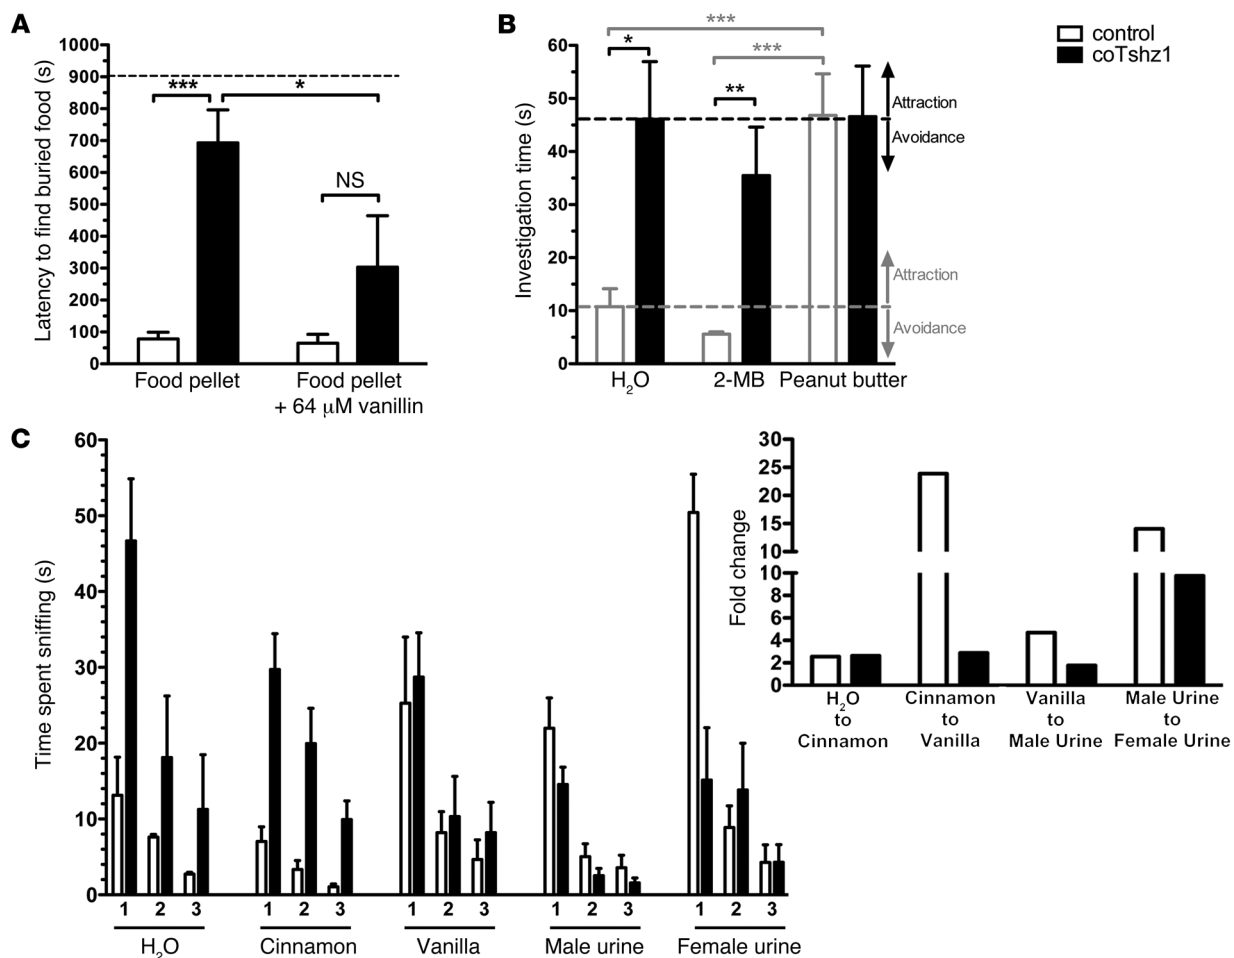 A
1000
900
800
700
600
500
400
300
200
100
0
Latency to find buried food (s)
***
*
NS
Food pellet
Food pellet
+ 64 μM vanillin
B
60
50
40
30
20
10
0
Investigation time (s)
***
*
***
**
Attraction
Avoidance
Attraction
Avoidance
H2O
2-MB
Peanut butter
control
coTshz1
C
60
50
40
30
20
10
0
Time spent sniffing (s)
1 2 3
1 2 3
1 2 3
1 2 3
1 2 3
H2O
Cinnamon
Vanilla
Male urine
Female urine
30
25
20
15
10
10
8
6
4
2
0
Fold change
H2O
to
Cinnamon
Cinnamon
to
Vanilla
Vanilla
to
Male Urine
Male Urine
to
Female Urine